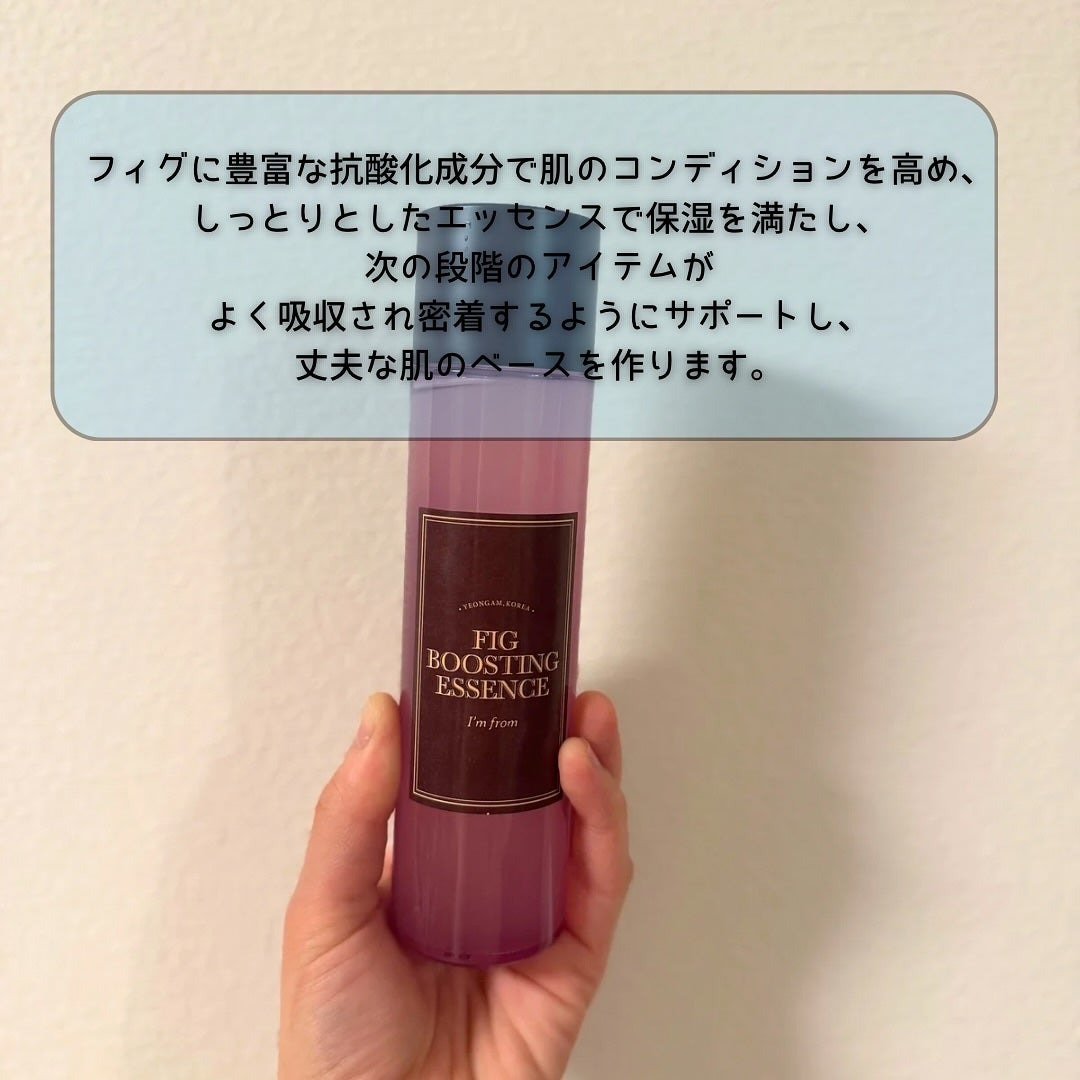 フィグに豊富な抗酸化成分で肌のコンディションを高め、
しっとりとしたエッセンスで保湿を満たし、
次の段階のアイテムが
よく吸収され密着するようにサポートし、
丈夫な肌のベースを作ります。
• YEONGAM, KOREA •
FIG
BOOSTING
ESSENCE
I'm from